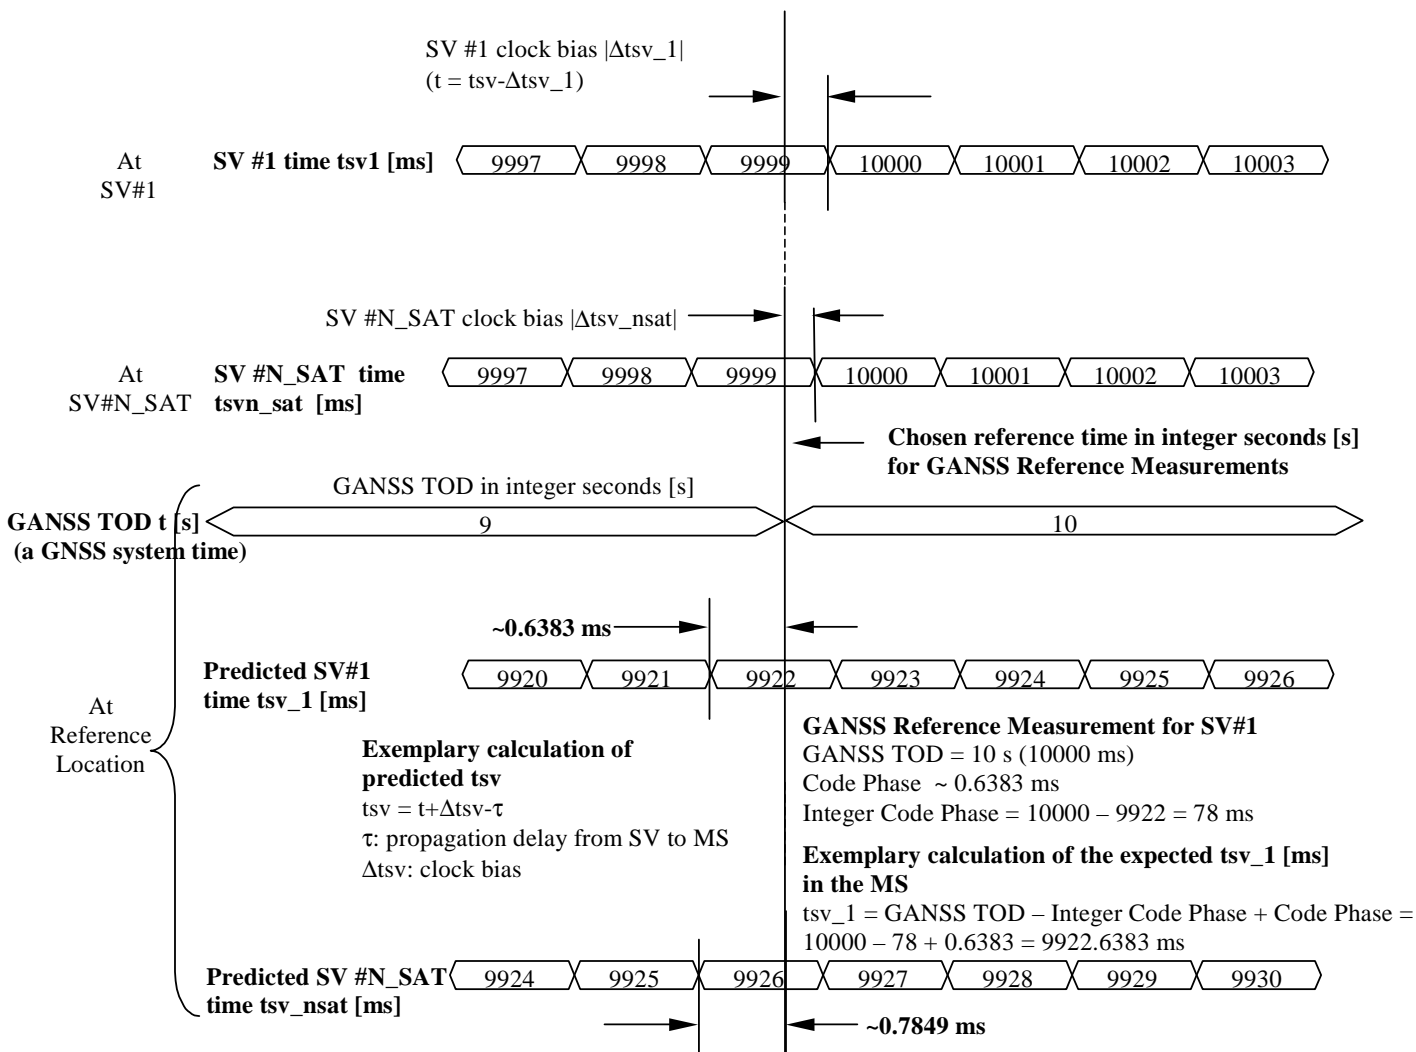 SV #1 clock bias |Δtsv_1|
(t = tsv-Δtsv_1)
At
SV#1
SV #1 time tsv1 [ms]
9997 9998 9999 10000 10001 10002 10003
SV #N_SAT clock bias |Δtsv_nsat|
At
SV#N_SAT
SV #N_SAT time
tsvn_sat [ms]
9997 9998 9999 10000 10001 10002 10003
Chosen reference time in integer seconds [s]
for GANSS Reference Measurements
GANSS TOD in integer seconds [s]
GANSS TOD t [s]
(a GNSS system time)
9 10
~0.6383 ms
Predicted SV#1
time tsv_1 [ms]
9920 9921 9922 9923 9924 9925 9926
At
Reference
Location
Exemplary calculation of
predicted tsv
tsv = t+Δtsv-τ
τ: propagation delay from SV to MS
Δtsv: clock bias
GANSS Reference Measurement for SV#1
GANSS TOD = 10 s (10000 ms)
Code Phase ~ 0.6383 ms
Integer Code Phase = 10000 – 9922 = 78 ms
Exemplary calculation of the expected tsv_1 [ms]
in the MS
tsv_1 = GANSS TOD – Integer Code Phase + Code Phase =
10000 – 78 + 0.6383 = 9922.6383 ms
Predicted SV #N_SAT
time tsv_nsat [ms]
9924 9925 9926 9927 9928 9929 9930
~0.7849 ms